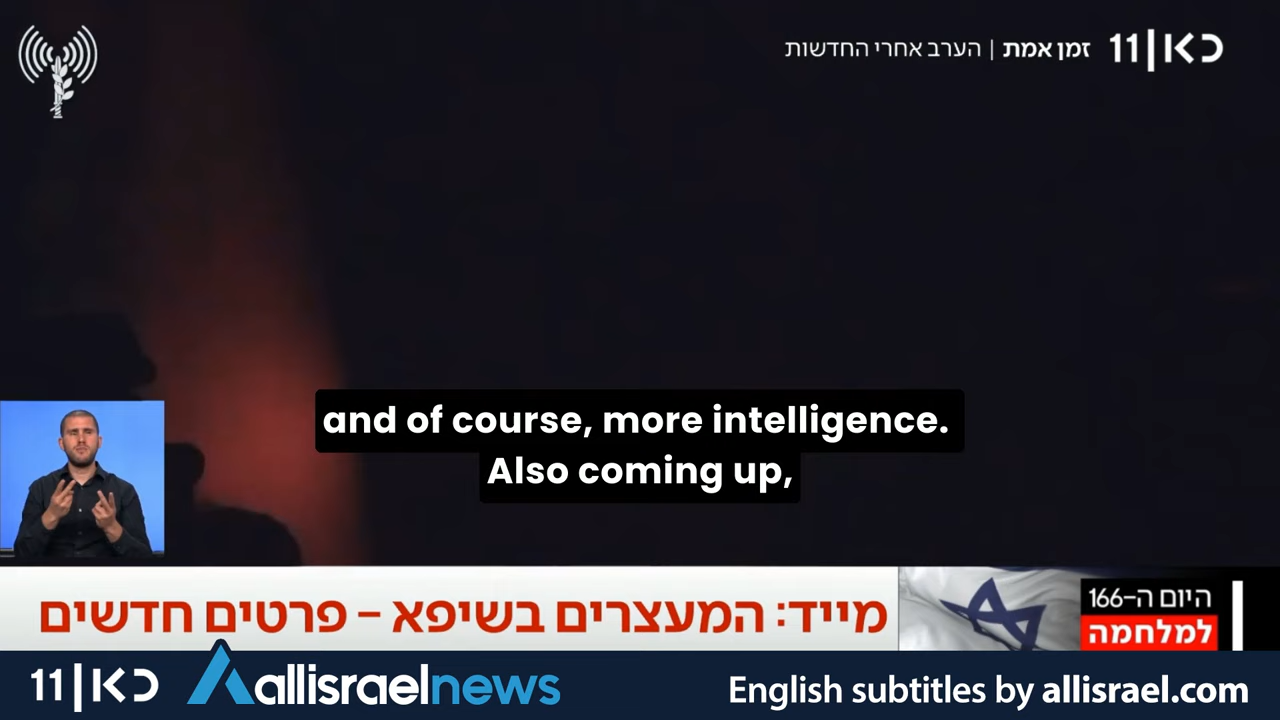 זמן אמת | הערב אחרי החדשות
כאן 11
and of course, more intelligence.
Also coming up,
היום ה-166
למלחמה
מייד: המעצרים בשיפא - פרטים חדשים
כאן 11
allisraelnews
English subtitles by allisrael.com